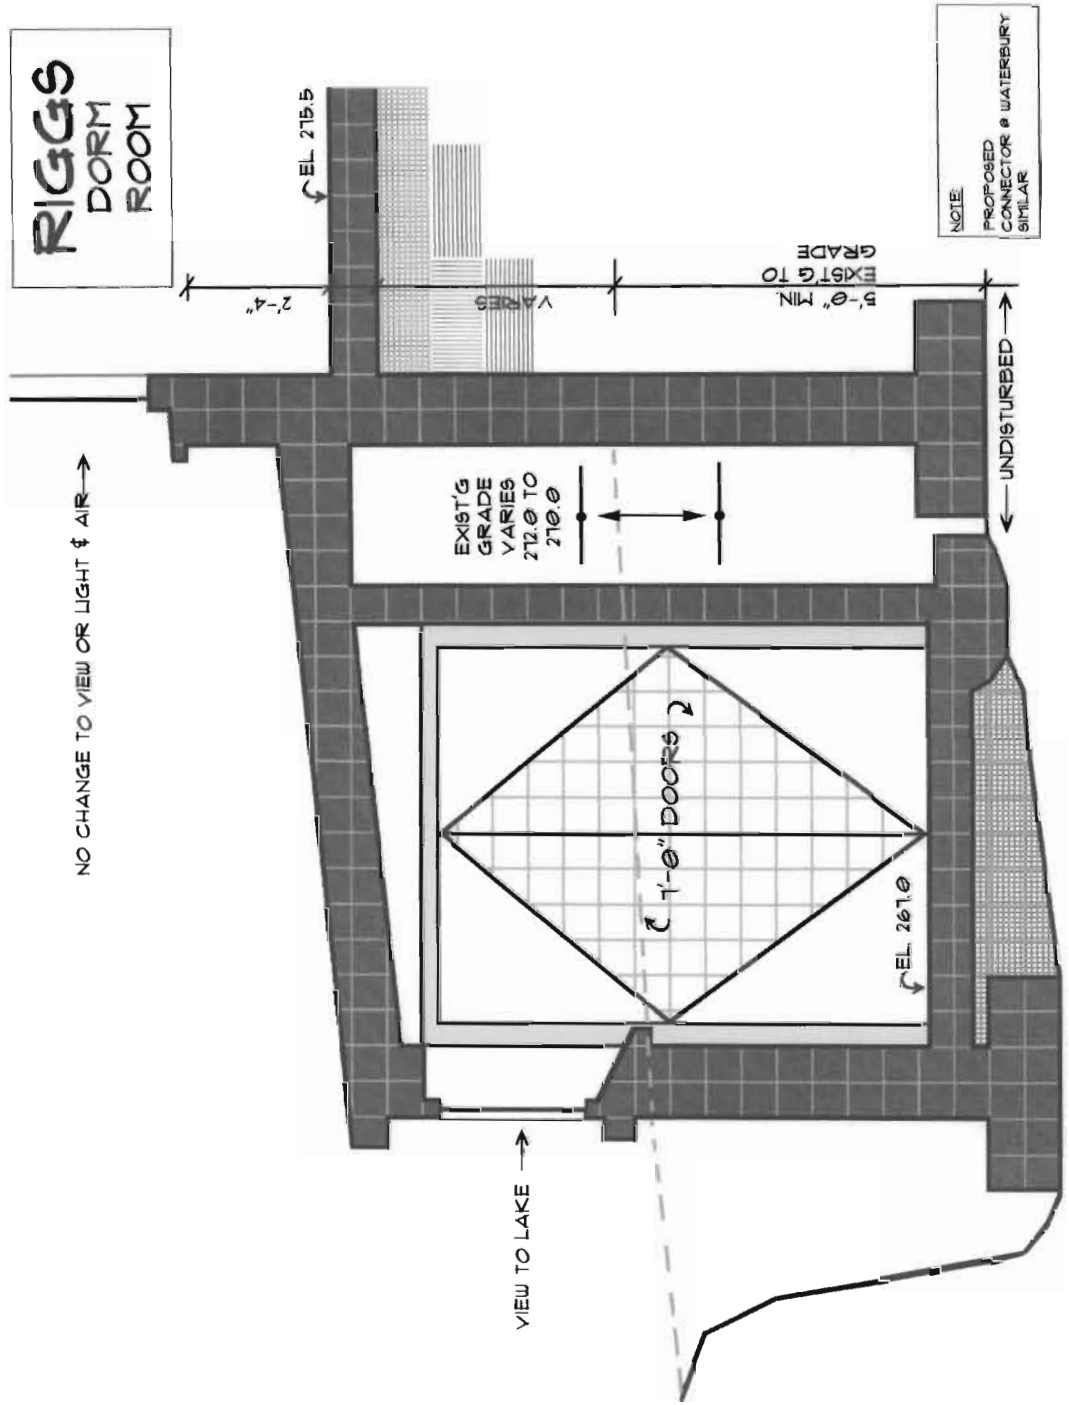 RIGGS
DORM
ROOM
NO CHANGE TO VIEW OR LIGHT & AIR
EL. 275.5
2'-4"
VARIES
5'-0" MIN.
EXIST'G TO
GRADE
EXIST'G
GRADE
VARIES
272.0 TO
270.0
UNDISTURBED
7'-0" DOORS
EL. 267.0
VIEW TO LAKE
NOTE:
PROPOSED
CONNECTOR @ WATERBURY
SIMILAR